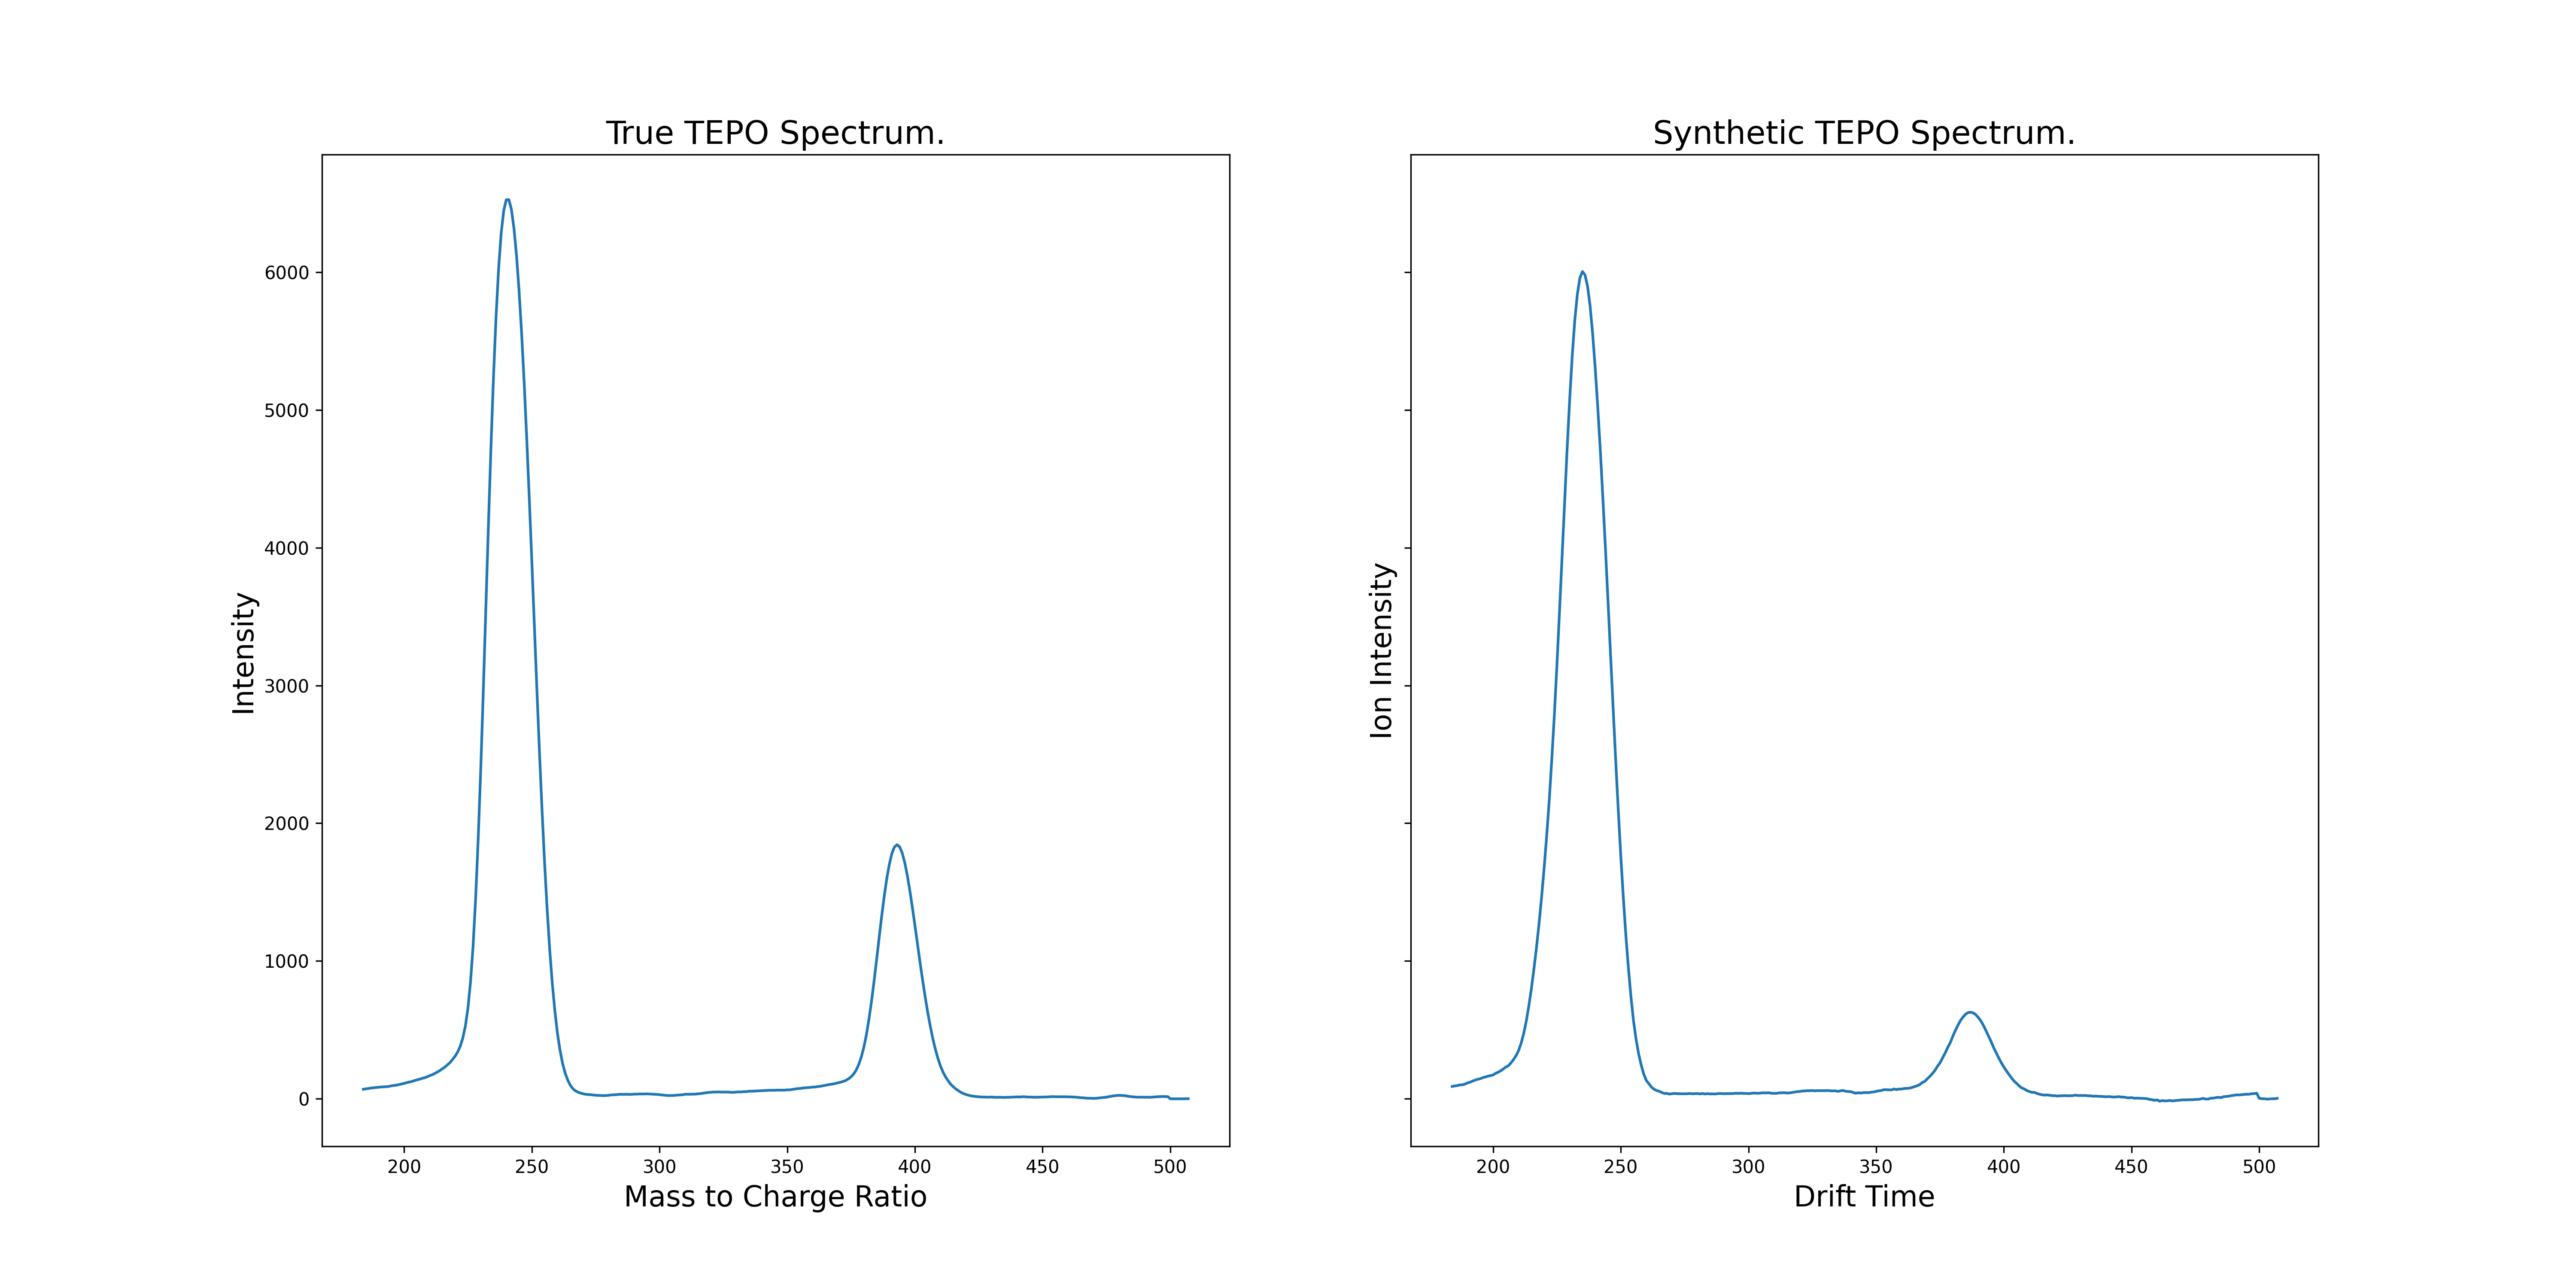 True TEPO Spectrum.
Intensity
6000
5000
4000
3000
2000
1000
0
200 250 300 350 400 450 500
Mass to Charge Ratio
Synthetic TEPO Spectrum.
Ion Intensity
200 250 300 350 400 450 500
Drift Time